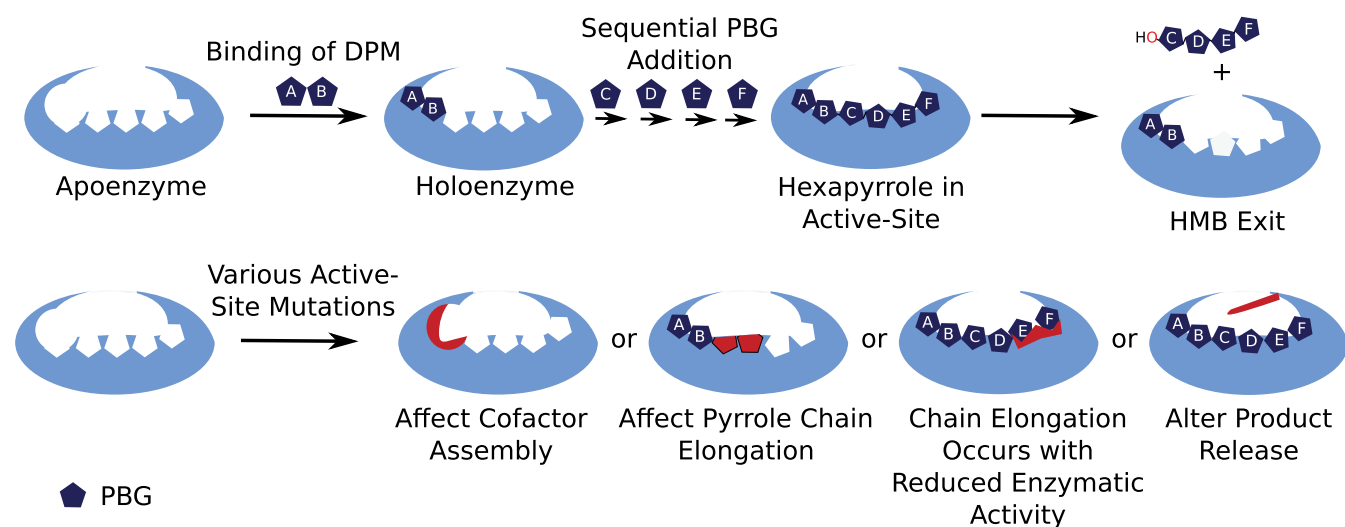 Binding of DPM
A B
Sequential PBG
Addition
C D E F
A B
A B C D E F
HO C D E F
+
A B
Apoenzyme
Holoenzyme
Hexapyrrole in
Active-Site
HMB Exit
Various Active-
Site Mutations
or
A B
or
A B C D E F
or
A B C D E F
Affect Cofactor
Assembly
Affect Pyrrole Chain
Elongation
Chain Elongation
Occurs with
Reduced Enzymatic
Activity
Alter Product
Release
PBG